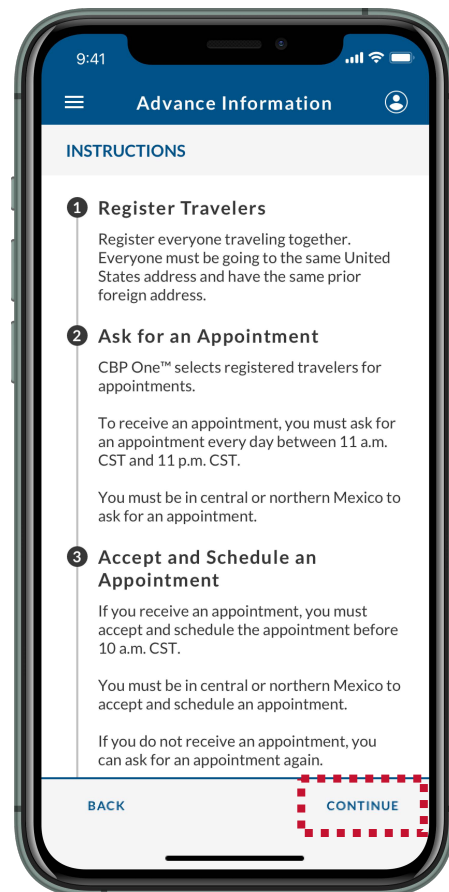 9:41
Advance Information
INSTRUCTIONS
1 Register Travelers
Register everyone traveling together.
Everyone must be going to the same United
States address and have the same prior
foreign address.
2 Ask for an Appointment
CBP One™ selects registered travelers for
appointments.
To receive an appointment, you must ask for
an appointment every day between 11 a.m.
CST and 11 p.m. CST.
You must be in central or northern Mexico to
ask for an appointment.
3 Accept and Schedule an
Appointment
If you receive an appointment, you must
accept and schedule the appointment before
10 a.m. CST.
You must be in central or northern Mexico to
accept and schedule an appointment.
If you do not receive an appointment, you
can ask for an appointment again.
BACK CONTINUE